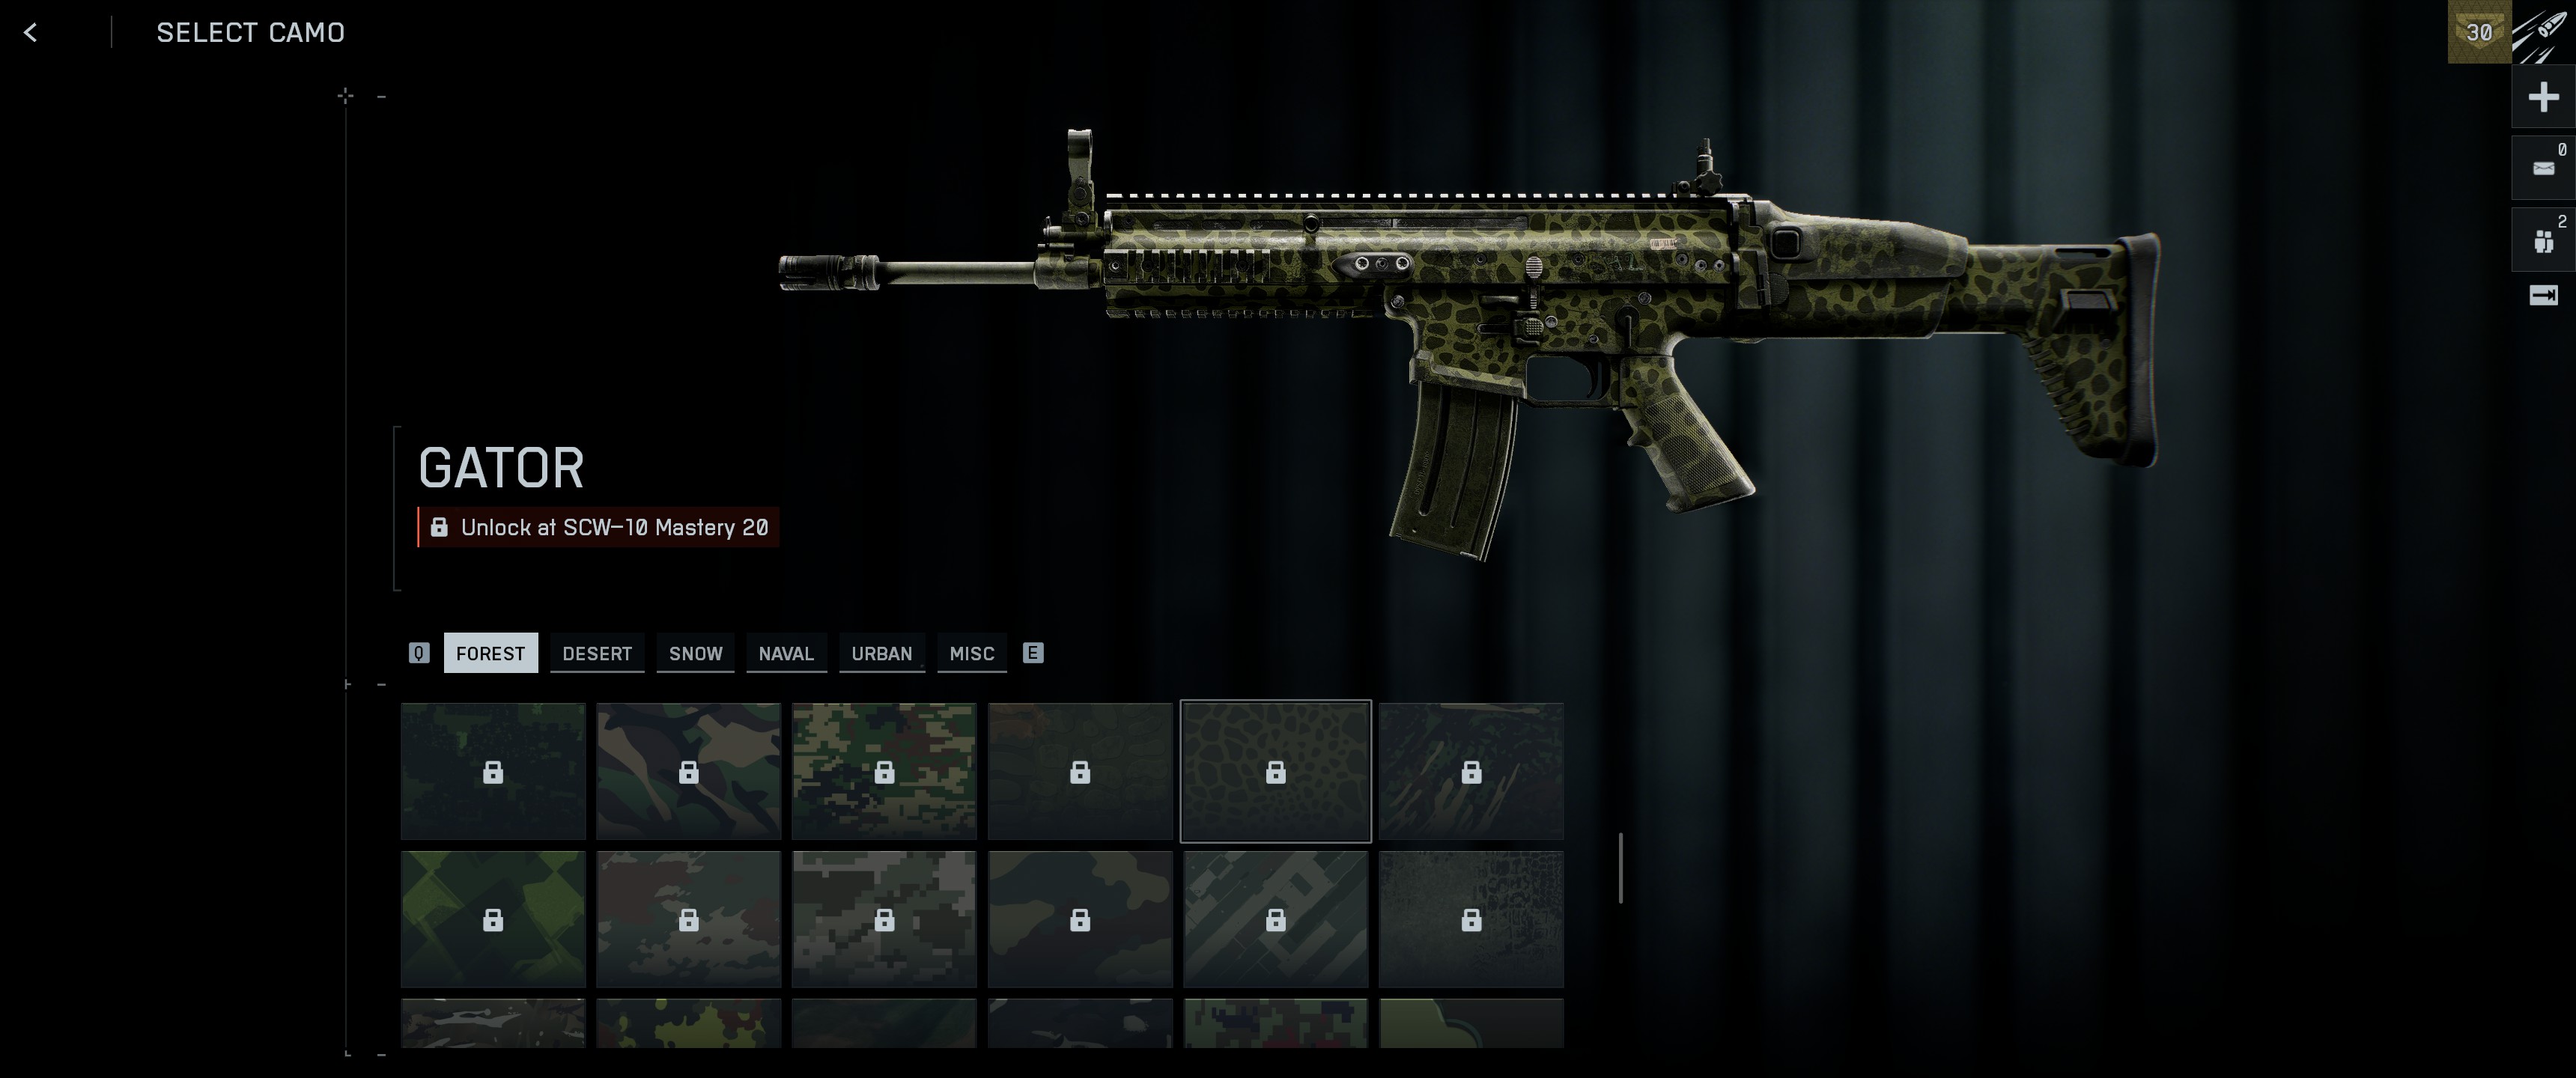 SELECT CAMO
30
0
2
GATOR
Unlock at SCW-10 Mastery 20
Q FOREST DESERT SNOW NAVAL URBAN MISC E